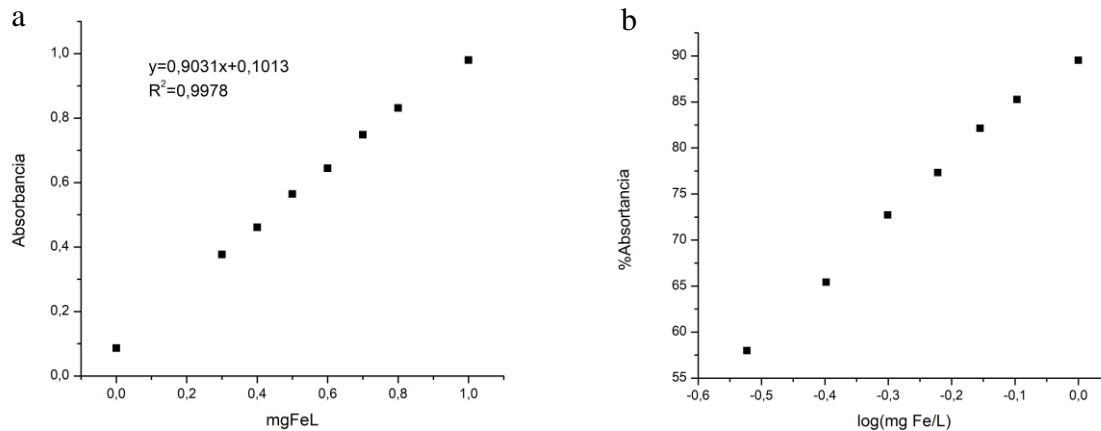 a
y=0,9031x+0,1013
R²=0,9978
Absorbancia
1,0
0,8
0,6
0,4
0,2
0,0
0,0 0,2 0,4 0,6 0,8 1,0
mgFeL
b
%Absortancia
90
85
80
75
70
65
60
55
-0,6 -0,5 -0,4 -0,3 -0,2 -0,1 0,0
log(mg Fe/L)